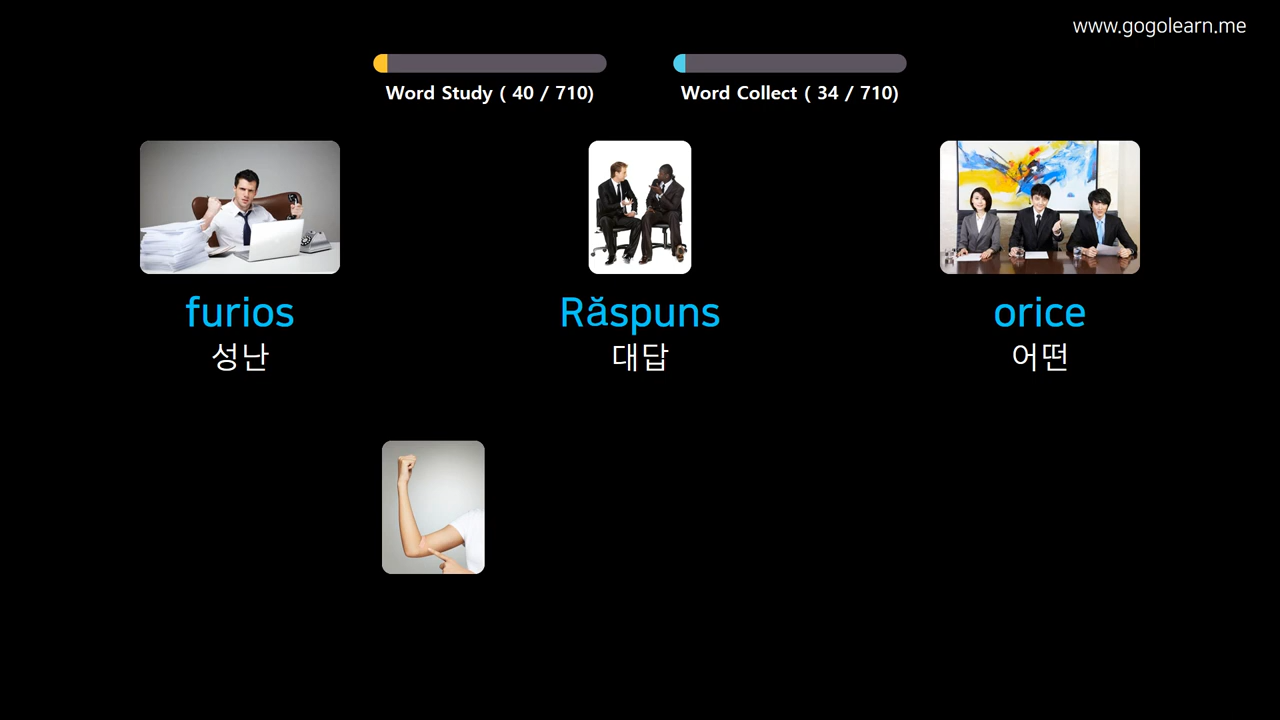 www.gogolearn.me
Word Study ( 40 / 710)
Word Collect ( 34 / 710)
furios
Răspuns
orice
성난
대답
어떤